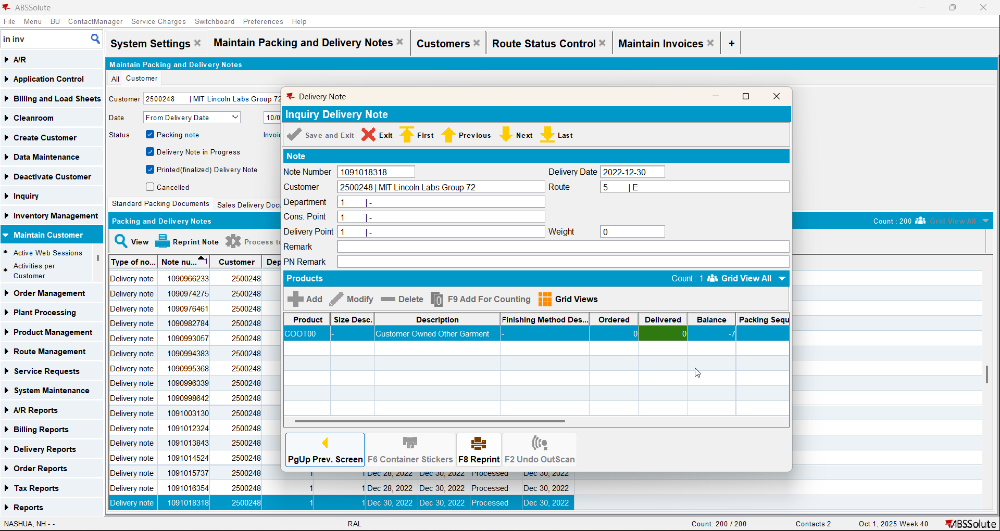 ABSSolute
File Menu BU ContactManager Service Charges Switchboard Preferences Help
in inv
System Settings
Maintain Packing and Delivery Notes
Customers
Route Status Control
Maintain Invoices
+
A/R
Application Control
Billing and Load Sheets
Cleanroom
Create Customer
Data Maintenance
Deactivate Customer
Inquiry
Inventory Management
Maintain Customer
Active Web Sessions
Activities per
Customer
Order Management
Plant Processing
Product Management
Route Management
Service Requests
System Maintenance
A/R Reports
Billing Reports
Delivery Reports
Order Reports
Tax Reports
Reports
Maintain Packing and Delivery Notes
All Customer
Customer 2500248 | MIT Lincoln Labs Group 72
Date From Delivery Date 10/0
Status Packing note Invoic
Delivery Note in Progress
Printed(finalized) Delivery Note
Cancelled
Standard Packing Documents Sales Delivery Docu
Packing and Delivery Notes Count : 200 Grid View All
View Reprint Note Process to
Type of no... Note nu... 1 Customer Dep
Delivery note 1090966233 2500248
Delivery note 1090974275 2500248
Delivery note 1090976461 2500248
Delivery note 1090982784 2500248
Delivery note 1090993057 2500248
Delivery note 1090994383 2500248
Delivery note 1090995368 2500248
Delivery note 1090996339 2500248
Delivery note 1090998642 2500248
Delivery note 1091003130 2500248
Delivery note 1091012324 2500248
Delivery note 1091013843 2500248
Delivery note 1091014524 2500248
Delivery note 1091015737 2500248 1 1 Dec 28, 2022 Dec 30, 2022 Processed Dec 30, 2022
Delivery note 1091016354 2500248 1 1 Dec 28, 2022 Dec 30, 2022 Processed Dec 30, 2022
Delivery note 1091018318 2500248 1 1 Dec 30, 2022 Dec 30, 2022 Processed Dec 30, 2022
Delivery Note
Inquiry Delivery Note
Save and Exit Exit First Previous Next Last
Note
Note Number 1091018318 Delivery Date 2022-12-30
Customer 2500248 | MIT Lincoln Labs Group 72 Route 5 | E
Department 1 | -
Cons. Point 1 | -
Delivery Point 1 | - Weight 0
Remark
PN Remark
Products Count : 1 Grid View All
Add Modify Delete F9 Add For Counting Grid Views
Product Size Desc. Description Finishing Method Des... Ordered Delivered Balance Packing Sequ
COOT00 - Customer Owned Other Garment - 0 0 -7
PgUp Prev. Screen F6 Container Stickers F8 Reprint F2 Undo OutScan
NASHUA, NH - - RAL Count: 200 / 200 Contacts 2 Oct 1, 2025 Week 40 ABSSolute